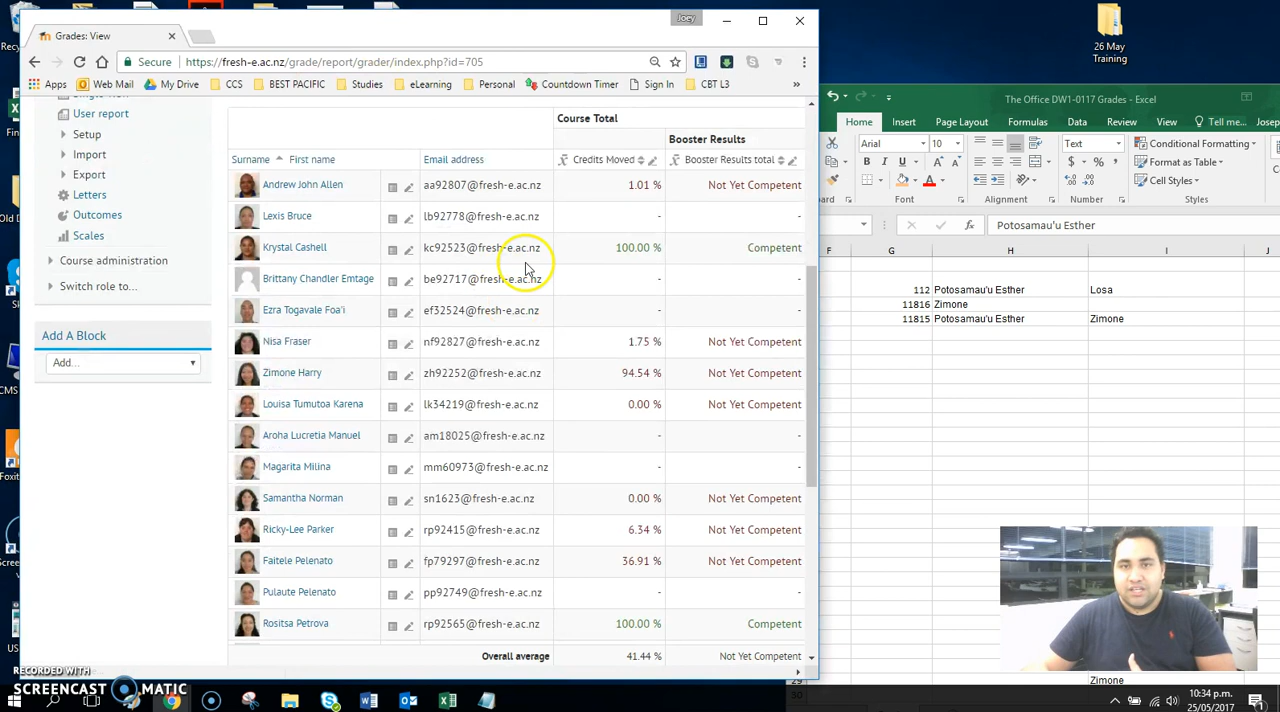 Joey
Grades: View
Secure https://fresh-e.ac.nz/grade/report/grader/index.php?id=705
Apps Web Mail My Drive CCS BEST PACIFIC Studies eLearning Personal Countdown Timer Sign In CBT L3 »
User report
Setup
Import
Export
Letters
Outcomes
Scales
Course administration
Switch role to...
Add A Block
Add...
Course Total
Booster Results
Surname First name Email address Credits Moved Booster Results total
Andrew John Allen aa92807@fresh-e.ac.nz 1.01 % Not Yet Competent
Lexis Bruce lb92778@fresh-e.ac.nz - -
Krystal Cashell kc92523@fresh-e.ac.nz 100.00 % Competent
Brittany Chandler Emtage be92717@fresh-e.ac.nz - -
Ezra Togavale Foa'i ef32524@fresh-e.ac.nz - -
Nisa Fraser nf92827@fresh-e.ac.nz 1.75 % Not Yet Competent
Zimone Harry zh92252@fresh-e.ac.nz 94.54 % Not Yet Competent
Louisa Tumutoa Karena lk34219@fresh-e.ac.nz 0.00 % Not Yet Competent
Aroha Lucretia Manuel am18025@fresh-e.ac.nz - -
Magarita Milina mm60973@fresh-e.ac.nz - -
Samantha Norman sn1623@fresh-e.ac.nz 0.00 % Not Yet Competent
Ricky-Lee Parker rp92415@fresh-e.ac.nz 6.34 % Not Yet Competent
Faitele Pelenato fp79297@fresh-e.ac.nz 36.91 % Not Yet Competent
Pulaute Pelenato pp92749@fresh-e.ac.nz - -
Rositsa Petrova rp92565@fresh-e.ac.nz 100.00 % Competent
Overall average 41.44 % Not Yet Competent
26 May
Training
The Office DW1-0117 Grades - Excel
Home Insert Page Layout Formulas Data Review View Tell me... Josep
Arial 10 A A Text Conditional Formatting
B I U A $ % , Format as Table
Cell Styles
Font Alignment Number Styles
fx Potosamau'u Esther
F G H I J
112 Potosamau'u Esther Losa
11816 Zimone
11815 Potosamau'u Esther Zimone
Zimone
RECORDED WITH
SCREENCAST MATIC
10:34 p.m.
25/05/2017